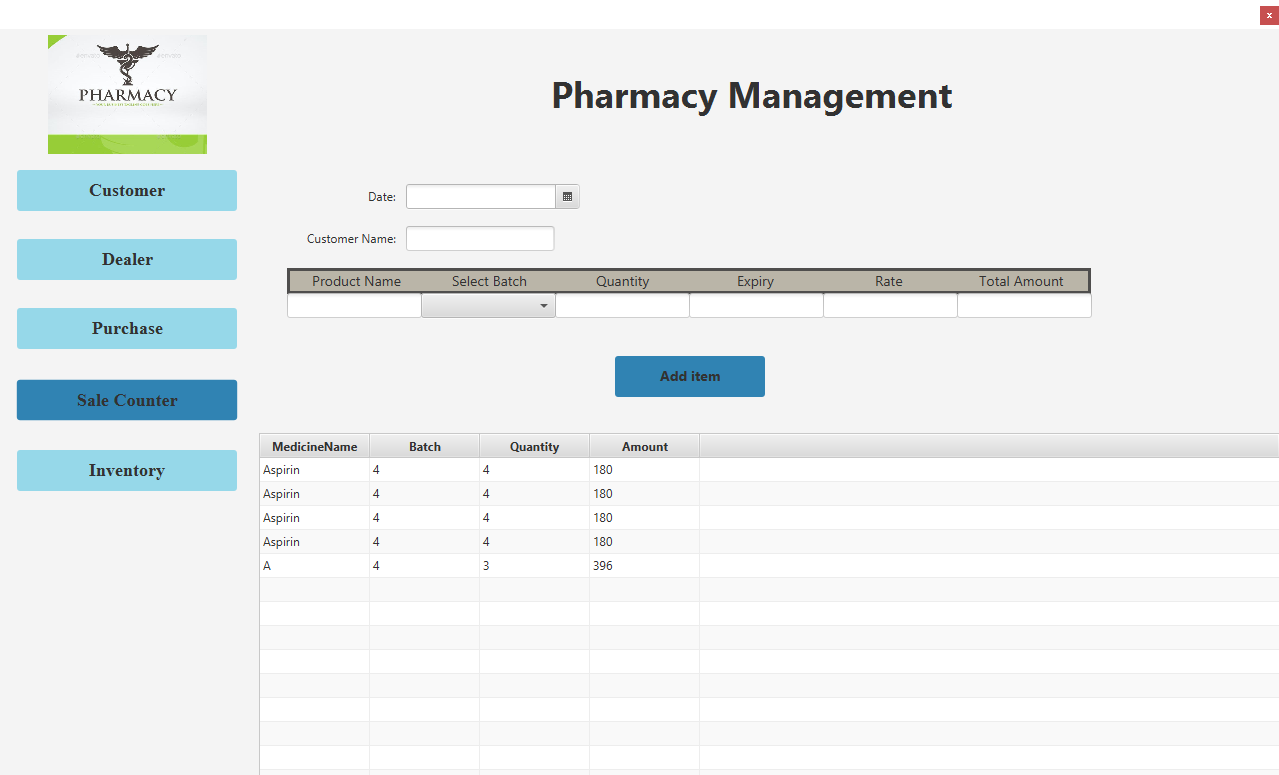 x
PHARMACY
Pharmacy Management
Customer
Dealer
Purchase
Sale Counter
Inventory
Date:
Customer Name:
Product Name Select Batch Quantity Expiry Rate Total Amount
Add item
MedicineName Batch Quantity Amount
Aspirin 4 4 180
Aspirin 4 4 180
Aspirin 4 4 180
Aspirin 4 4 180
A 4 3 396